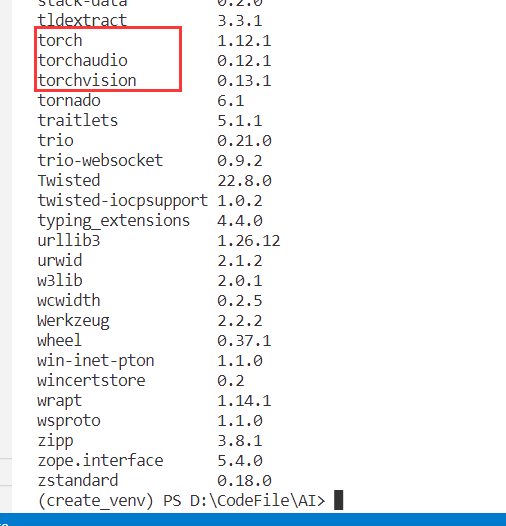 stack-data 0.2.0
tldextract 3.3.1
torch 1.12.1
torchaudio 0.12.1
torchvision 0.13.1
tornado 6.1
traitlets 5.1.1
trio 0.21.0
trio-websocket 0.9.2
Twisted 22.8.0
twisted-iocpsupport 1.0.2
typing_extensions 4.4.0
urllib3 1.26.12
urwid 2.1.2
w3lib 2.0.1
wcwidth 0.2.5
Werkzeug 2.2.2
wheel 0.37.1
win-inet-pton 1.1.0
wincertstore 0.2
wrapt 1.14.1
wsproto 1.1.0
zipp 3.8.1
zope.interface 5.4.0
zstandard 0.18.0
(create_venv) PS D:\CodeFile\AI>